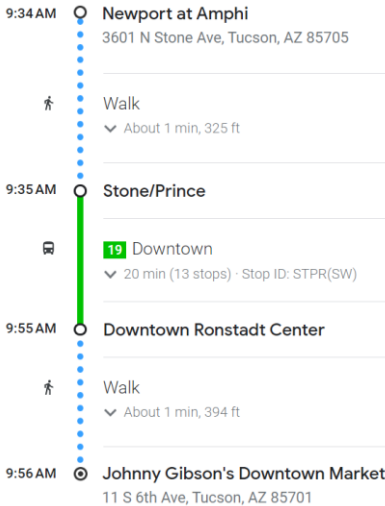 9:34 AM Newport at Amphi
3601 N Stone Ave, Tucson, AZ 85705
Walk
About 1 min, 325 ft
9:35 AM Stone/Prince
19 Downtown
20 min (13 stops) · Stop ID: STPR(SW)
9:55 AM Downtown Ronstadt Center
Walk
About 1 min, 394 ft
9:56 AM Johnny Gibson's Downtown Market
11 S 6th Ave, Tucson, AZ 85701